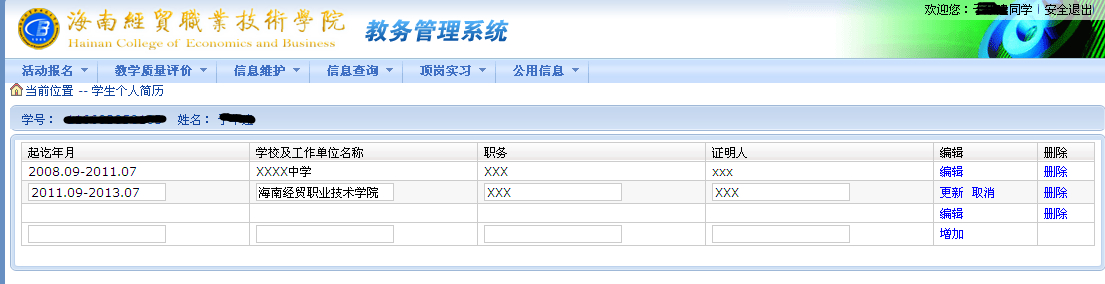 海南經貿職業技術學院
Hainan College of Economics and Business
教务管理系统
欢迎您：同学 | 安全退出
活动报名 教学质量评价 信息维护 信息查询 顶岗实习 公用信息
当前位置 -- 学生个人简历
学号： 姓名：
起讫年月 学校及工作单位名称 职务 证明人 编辑 删除
2008.09-2011.07 XXXX中学 XXX xxx 编辑 删除
2011.09-2013.07 海南经贸职业技术学院 XXX XXX 更新 取消 删除
编辑 删除
增加